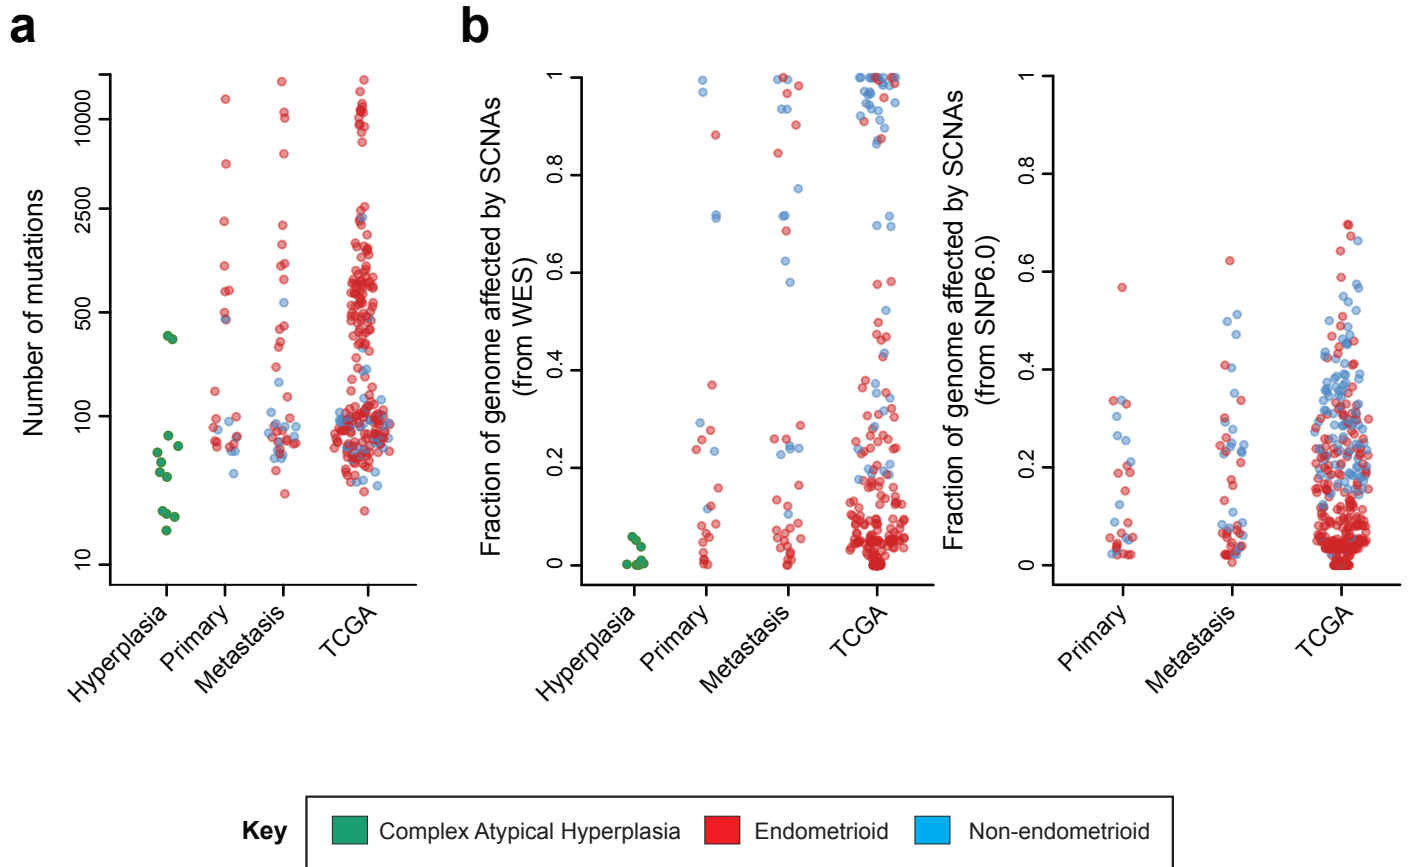 a
b
Number of mutations
10000
2500
500
100
10
Hyperplasia
Primary
Metastasis
TCGA
Fraction of genome affected by SCNAs
(from WES)
1
0.8
0.6
0.4
0.2
0
Hyperplasia
Primary
Metastasis
TCGA
Fraction of genome affected by SCNAs
(from SNP6.0)
1
0.8
0.6
0.4
0.2
0
Primary
Metastasis
TCGA
Key
Complex Atypical Hyperplasia
Endometrioid
Non-endometrioid